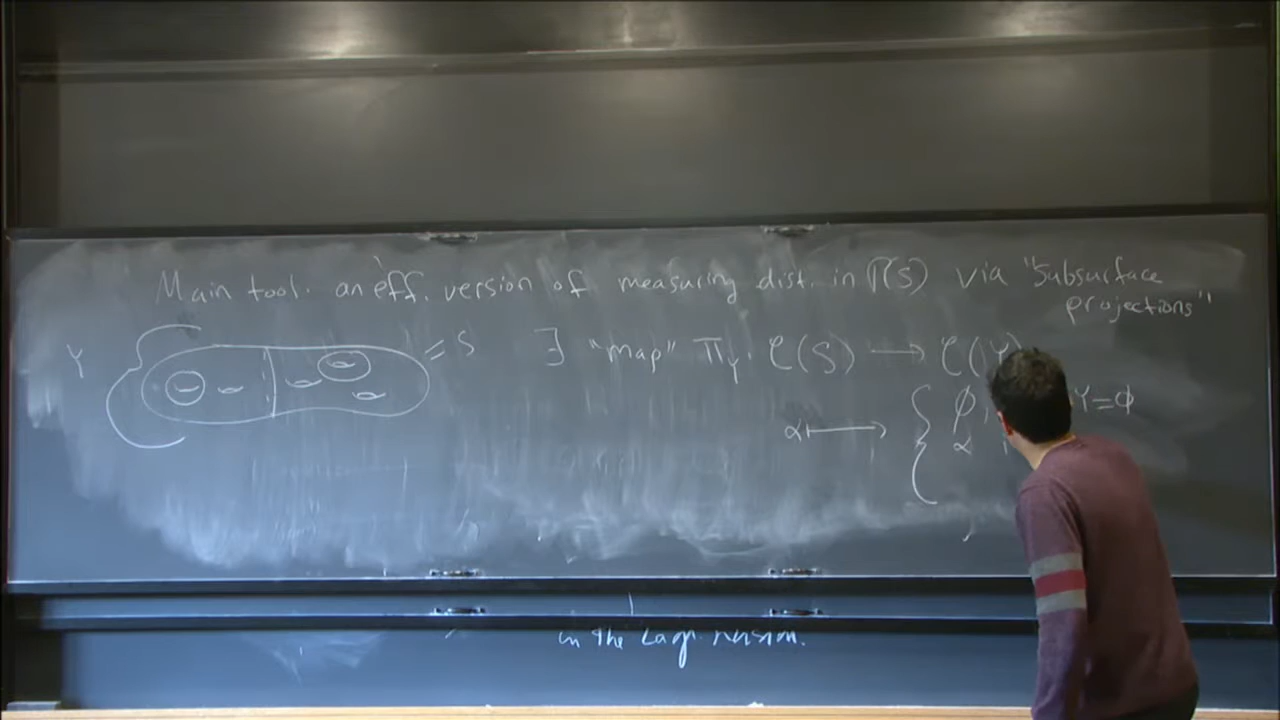 Main tool. an eff. version of measuring dist. in P(S) via "Subsurface
projections"
Y
= S
∃ "map" Π_Y. C(S) → C(Y)
α ↦ { ∅, Y=∅
α
in the Lagr. version.